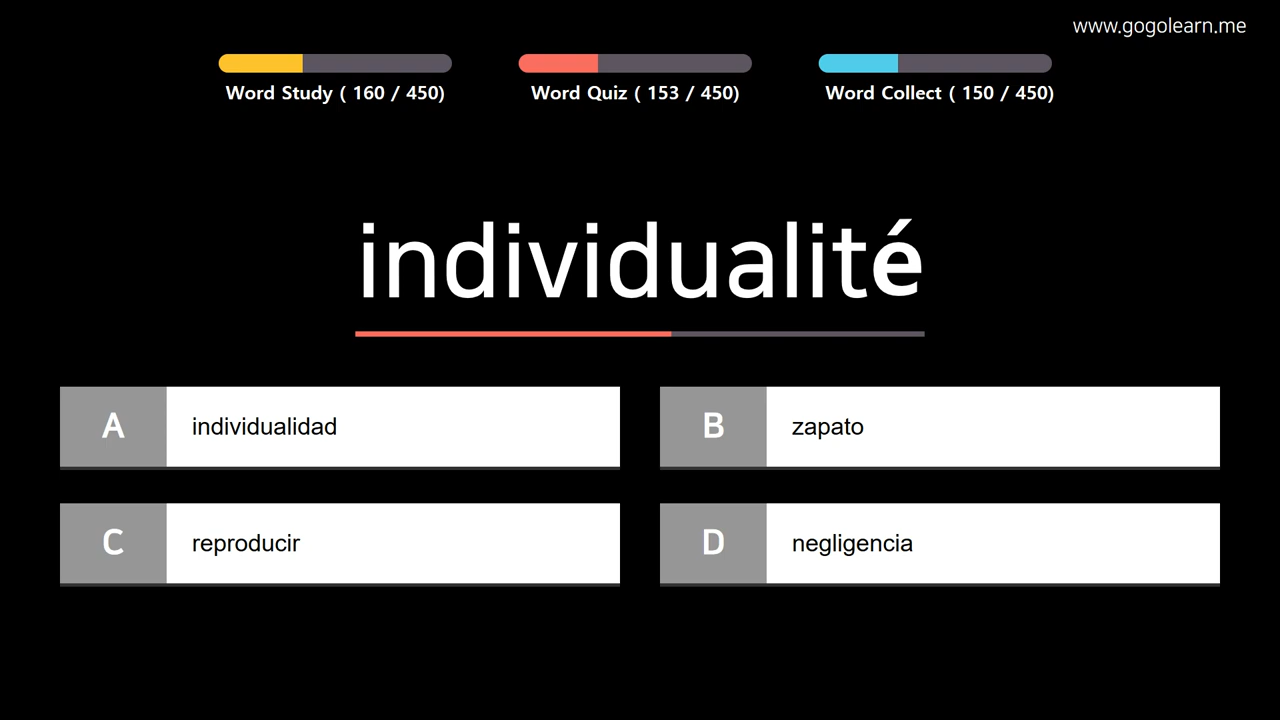 www.gogolearn.me
Word Study ( 160 / 450)
Word Quiz ( 153 / 450)
Word Collect ( 150 / 450)
individualité
A individualidad
B zapato
C reproducir
D negligencia